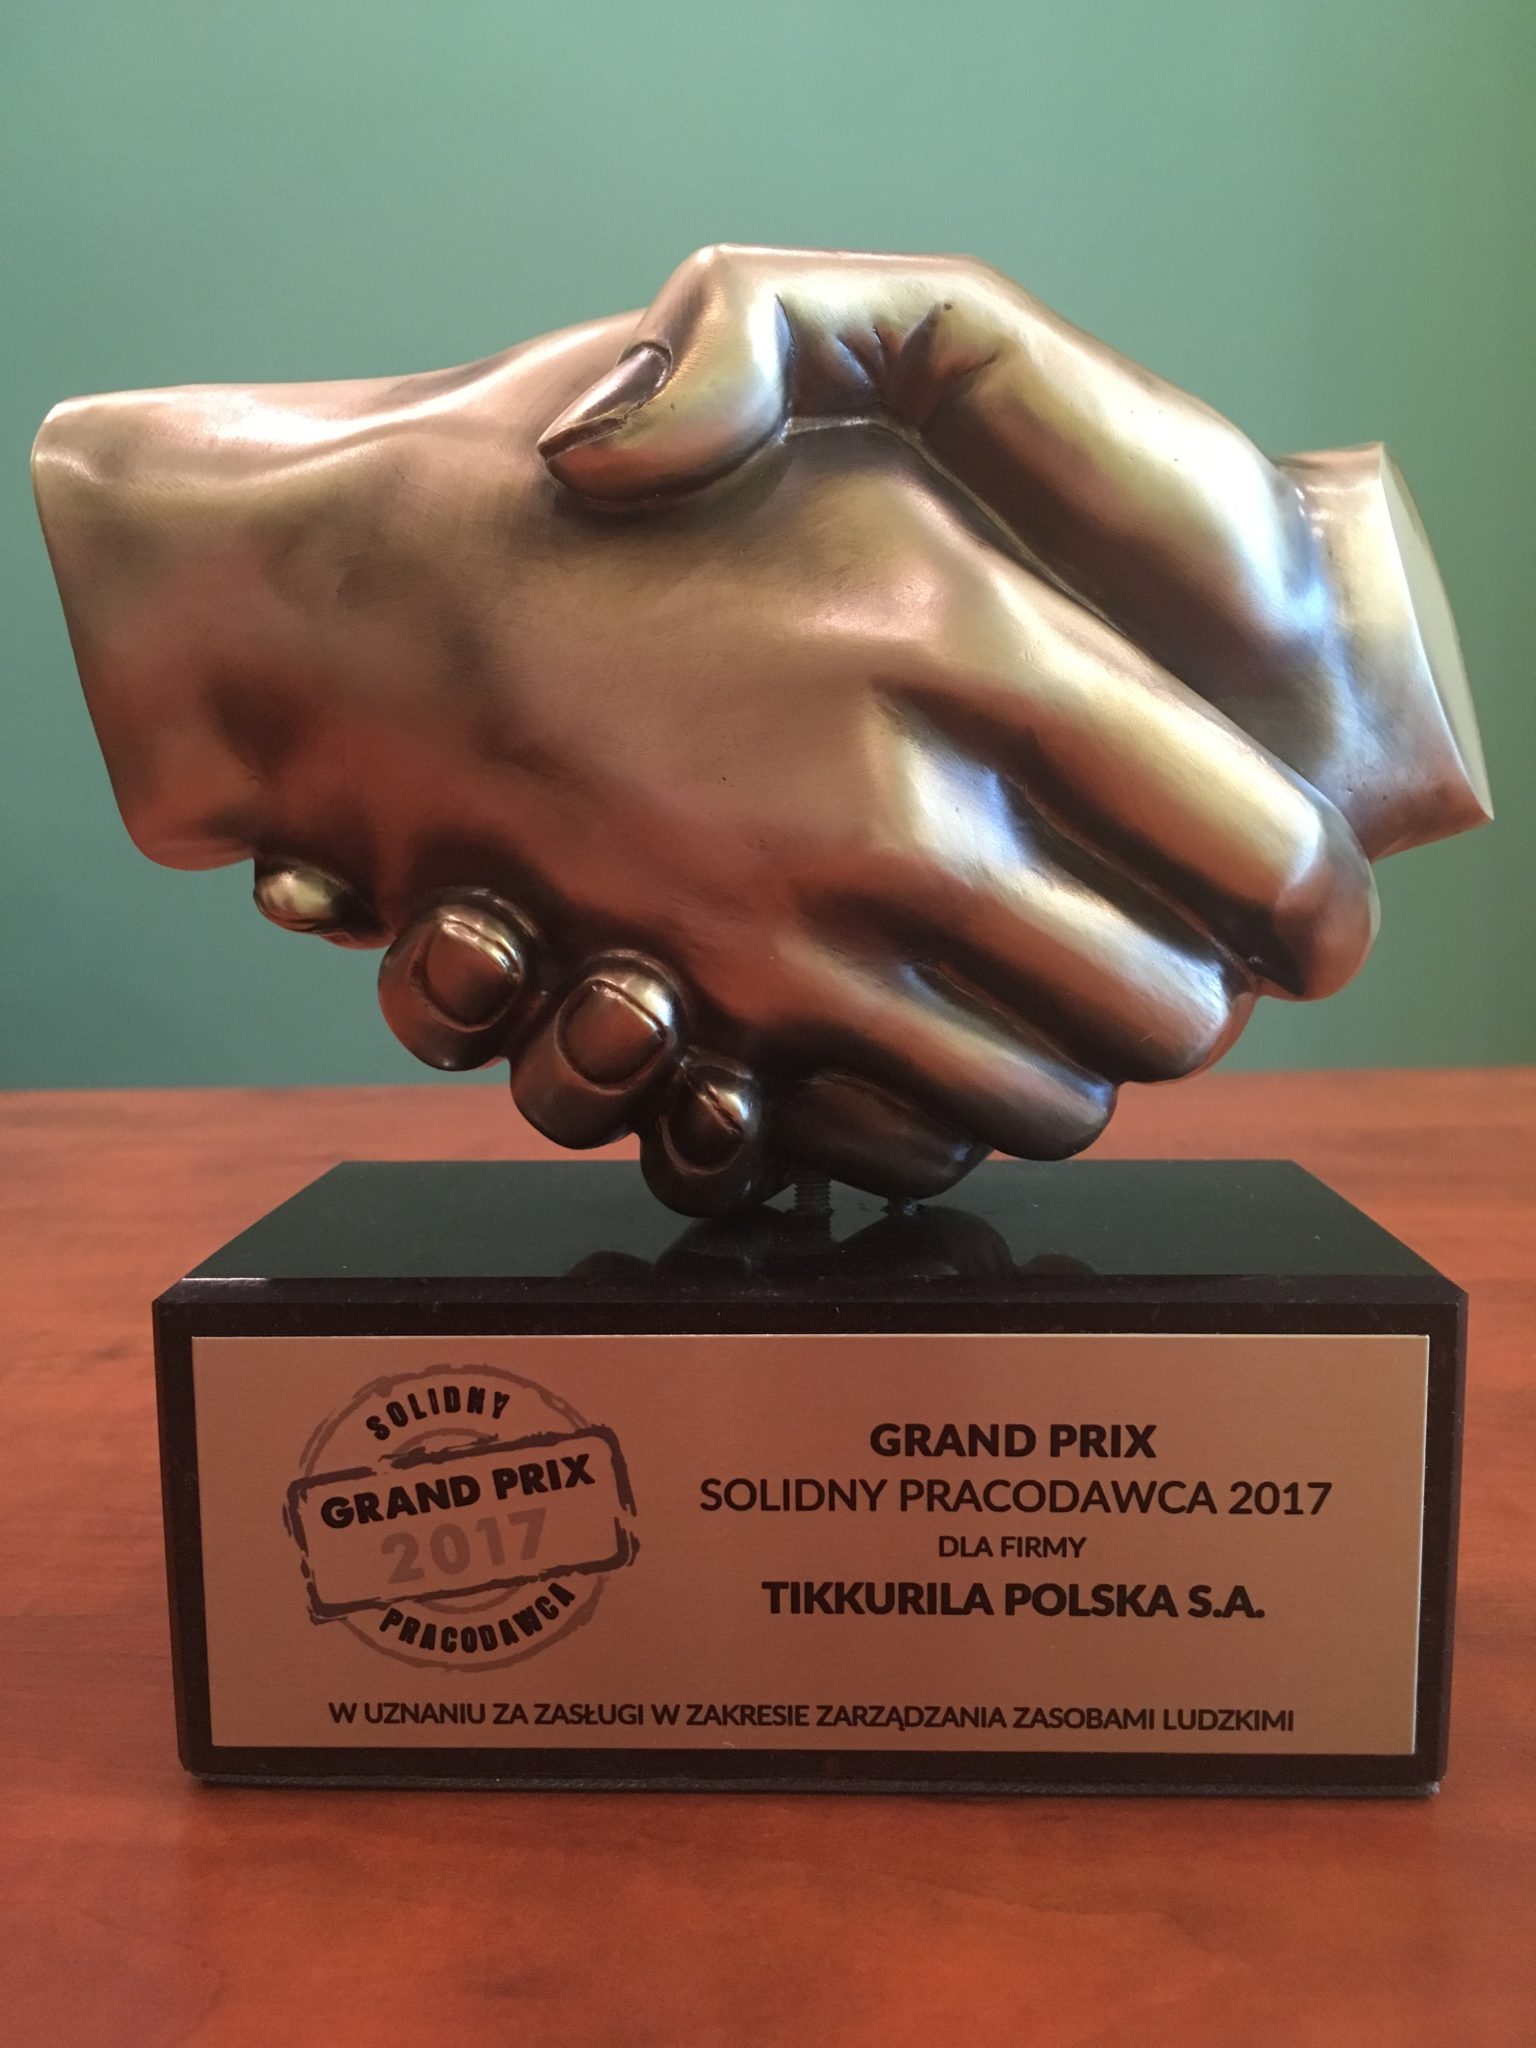 SOLIDNY
GRAND PRIX
2017
PRACODAWCA
GRAND PRIX
SOLIDNY PRACODAWCA 2017
DLA FIRMY
TIKKURILA POLSKA S.A.
W UZNANIU ZA ZASŁUGI W ZAKRESIE ZARZĄDZANIA ZASOBAMI LUDZKIMI